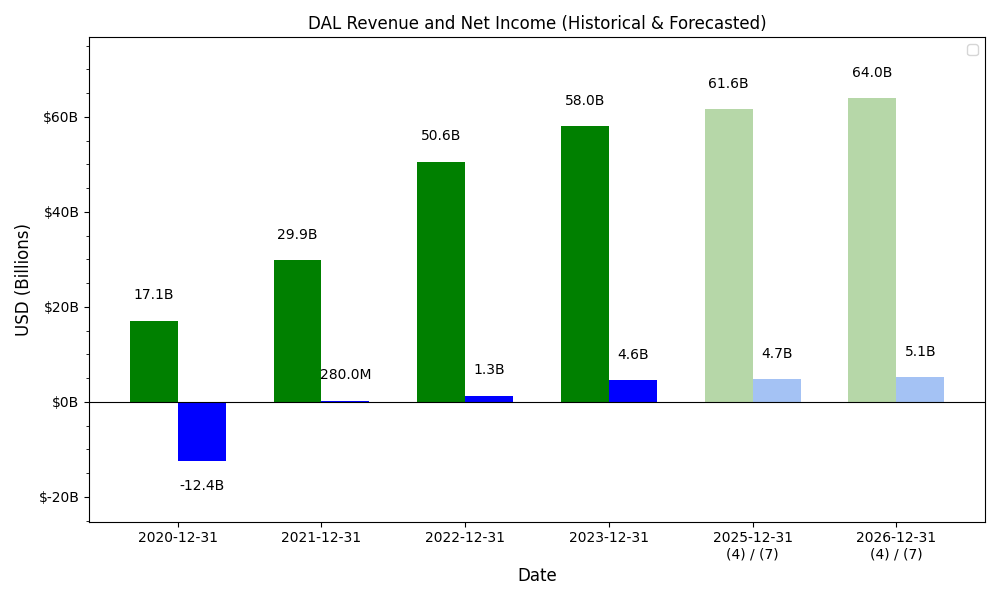 DAL Revenue and Net Income (Historical & Forecasted)
USD (Billions)
$60B
$40B
$20B
$0B
$-20B
17.1B
-12.4B
29.9B
280.0M
50.6B
1.3B
58.0B
4.6B
61.6B
4.7B
64.0B
5.1B
2020-12-31
2021-12-31
2022-12-31
2023-12-31
2025-12-31
(4) / (7)
2026-12-31
(4) / (7)
Date